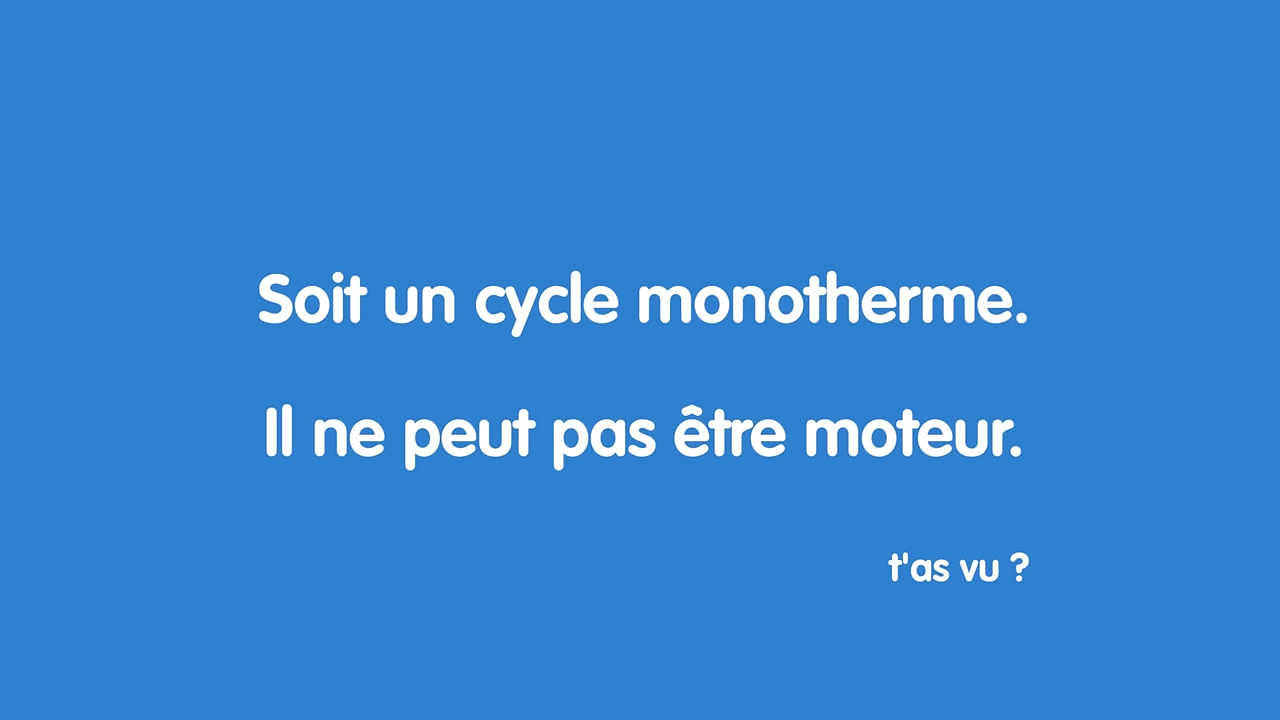 Soit un cycle monotherme.
Il ne peut pas être moteur.
t'as vu ?